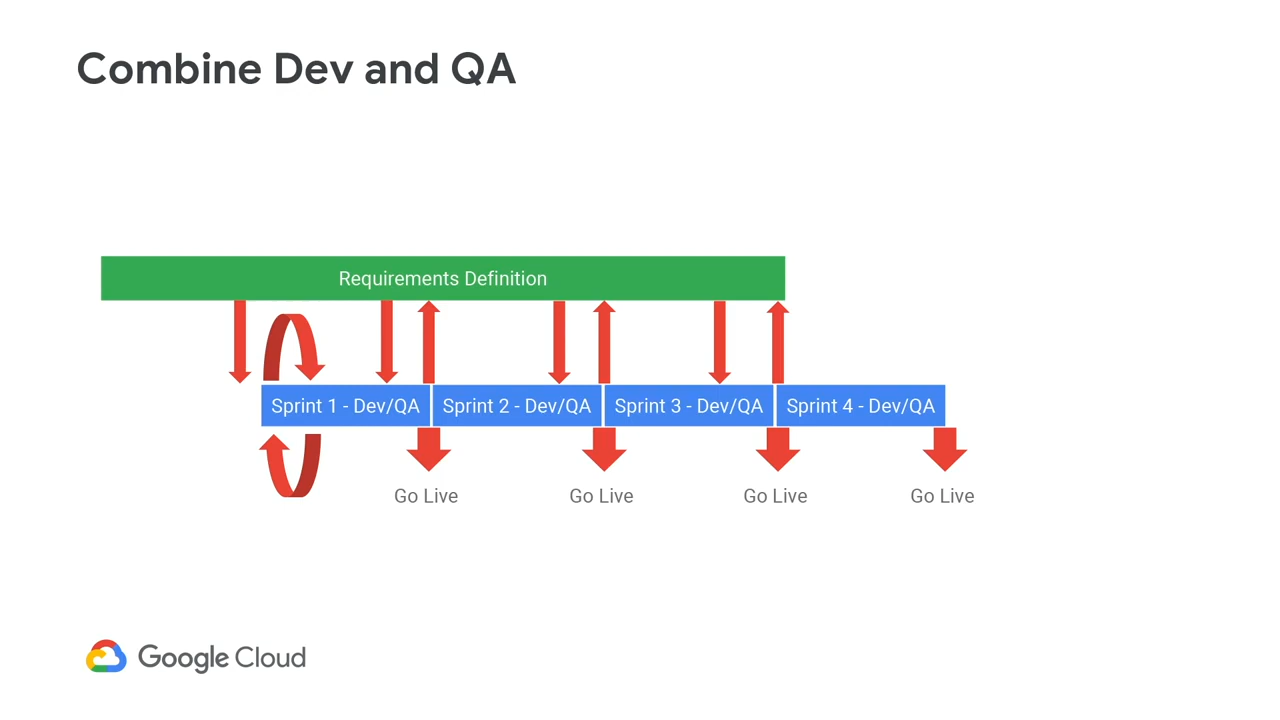 Combine Dev and QA
Requirements Definition
Sprint 1 - Dev/QA
Sprint 2 - Dev/QA
Sprint 3 - Dev/QA
Sprint 4 - Dev/QA
Go Live
Go Live
Go Live
Go Live
Google Cloud